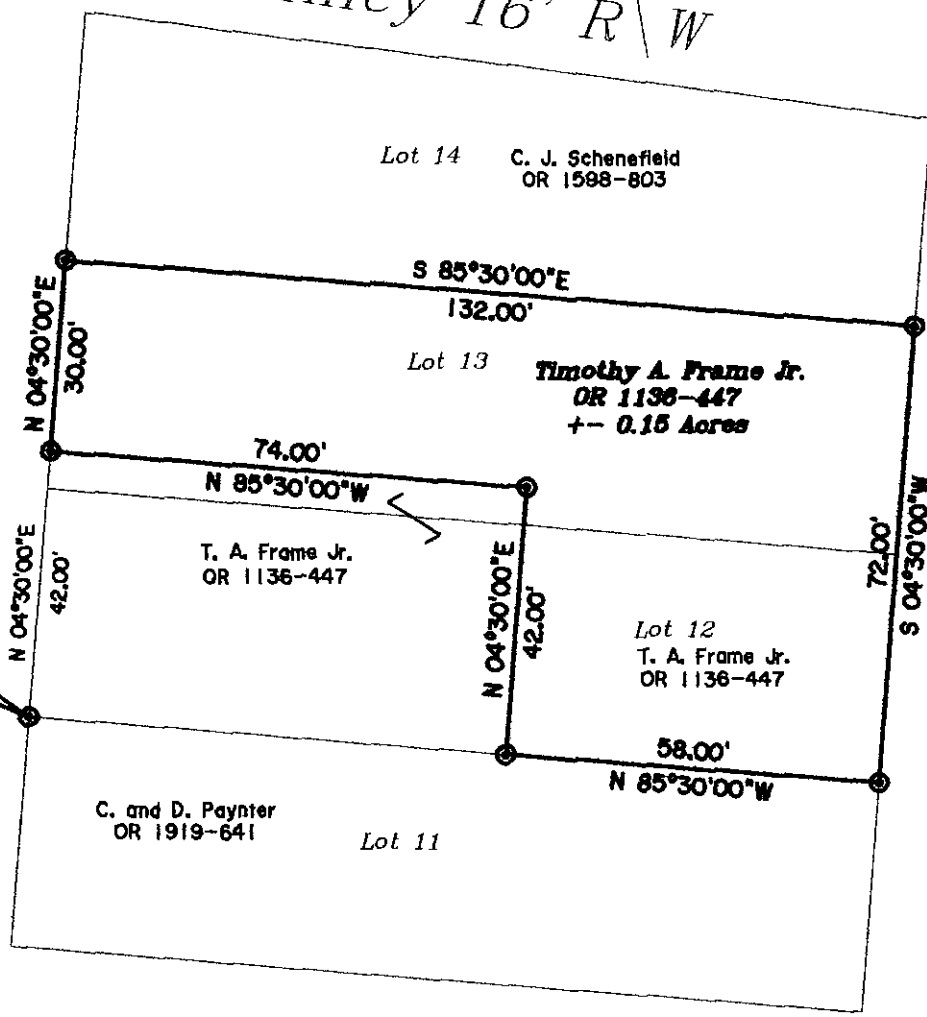 16' R\W
Lot 14
C. J. Schenefield
OR 1598-803
S 85°30'00"E
132.00'
N 04°30'00"E
30.00'
Lot 13
Timothy A. Frame Jr.
OR 1136-447
+- 0.15 Acres
74.00'
N 85°30'00"W
S 04°30'00"W
72.00'
N 04°30'00"E
42.00'
T. A. Frame Jr.
OR 1136-447
N 04°30'00"E
42.00'
Lot 12
T. A. Frame Jr.
OR 1136-447
58.00'
N 85°30'00"W
C. and D. Paynter
OR 1919-641
Lot 11